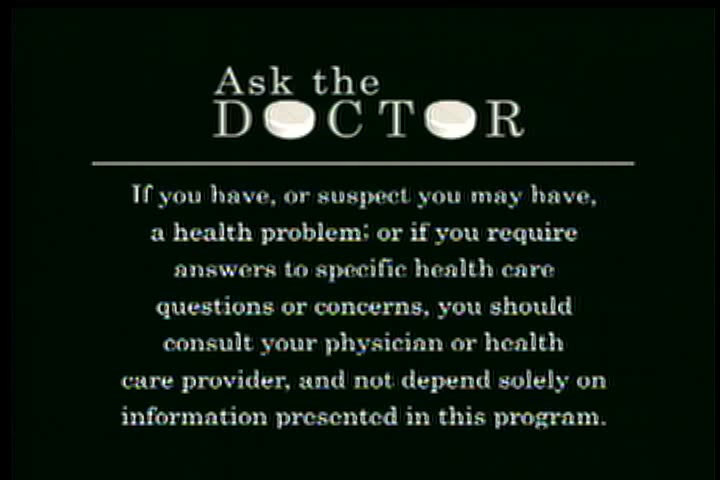 Ask the
DOCTOR
If you have, or suspect you may have,
a health problem; or if you require
answers to specific health care
questions or concerns, you should
consult your physician or health
care provider, and not depend solely on
information presented in this program.